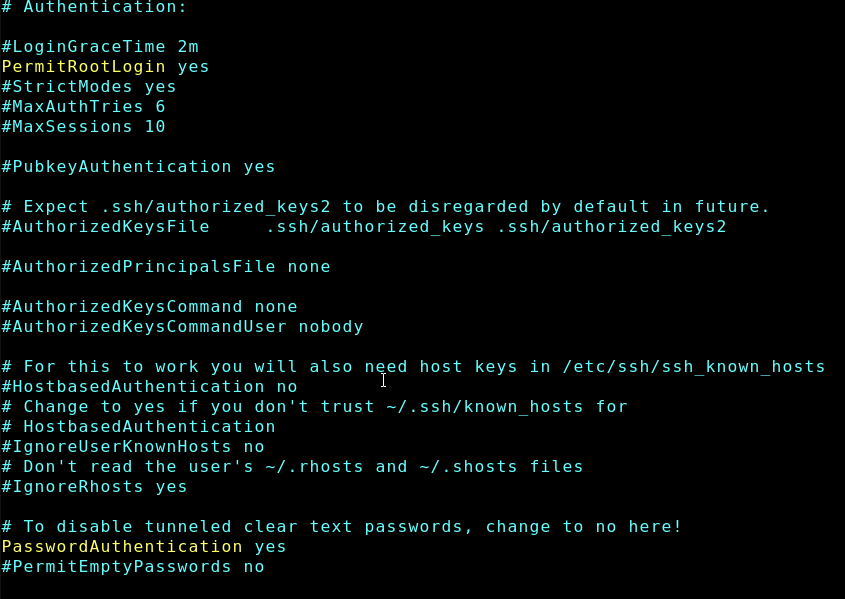 # Authentication:
#LoginGraceTime 2m
PermitRootLogin yes
#StrictModes yes
#MaxAuthTries 6
#MaxSessions 10
#PubkeyAuthentication yes
# Expect .ssh/authorized_keys2 to be disregarded by default in future.
#AuthorizedKeysFile     .ssh/authorized_keys .ssh/authorized_keys2
#AuthorizedPrincipalsFile none
#AuthorizedKeysCommand none
#AuthorizedKeysCommandUser nobody
# For this to work you will also need host keys in /etc/ssh/ssh_known_hosts
#HostbasedAuthentication no
# Change to yes if you don't trust ~/.ssh/known_hosts for
# HostbasedAuthentication
#IgnoreUserKnownHosts no
# Don't read the user's ~/.rhosts and ~/.shosts files
#IgnoreRhosts yes
# To disable tunneled clear text passwords, change to no here!
PasswordAuthentication yes
#PermitEmptyPasswords no